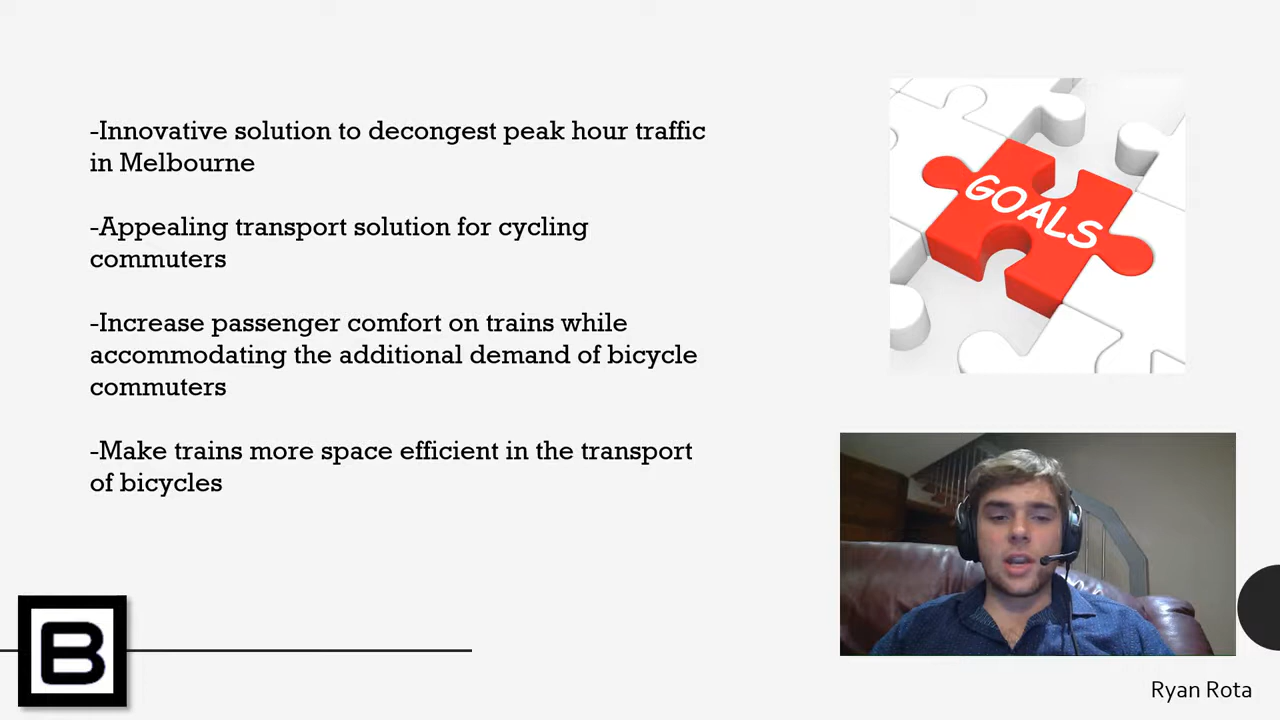 -Innovative solution to decongest peak hour traffic
in Melbourne
-Appealing transport solution for cycling
commuters
-Increase passenger comfort on trains while
accommodating the additional demand of bicycle
commuters
-Make trains more space efficient in the transport
of bicycles
GOALS
B
Ryan Rota